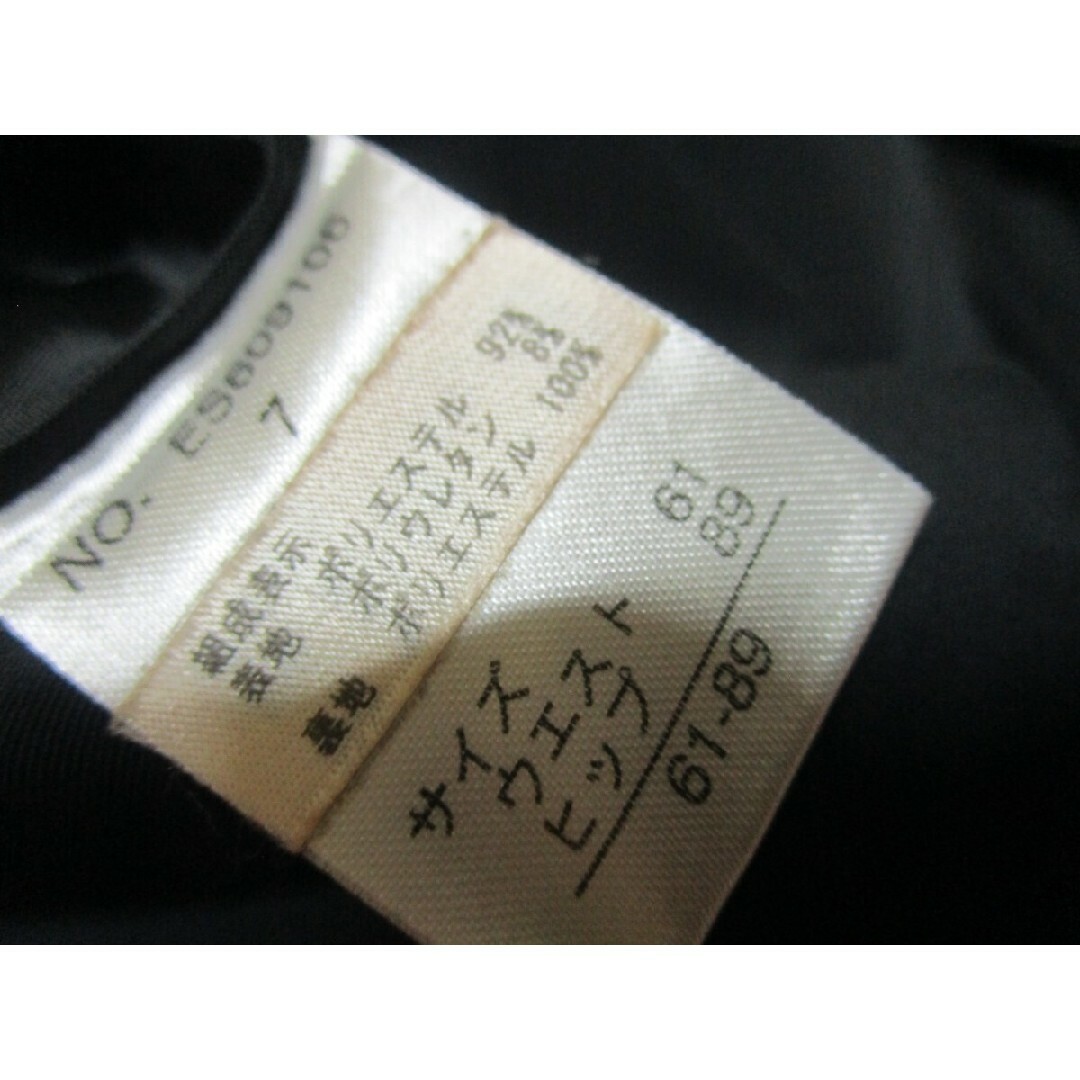 NO. ES609106
7
組成表示
表地 ポリエステル 92%
ポリウレタン 8%
裏地 ポリエステル 100%
サイズ
ウエスト 61
ヒップ 89
61-89